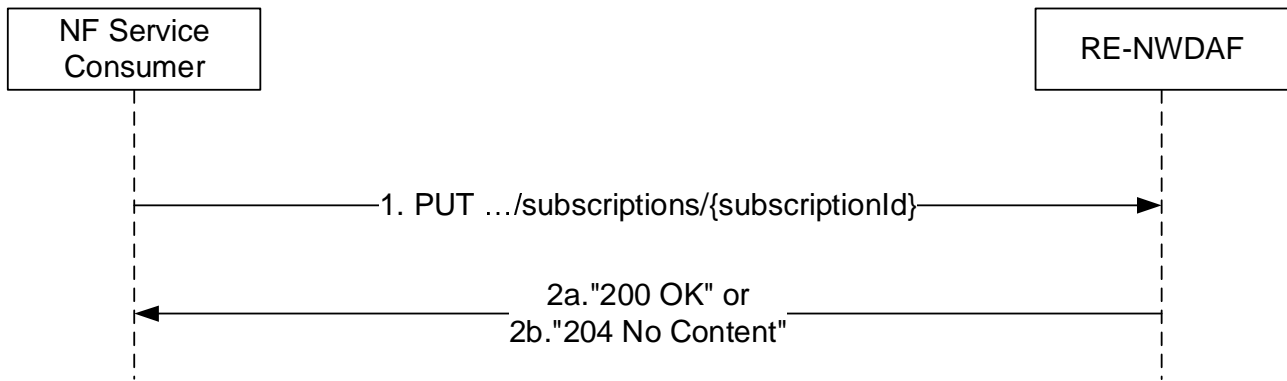 NF Service
Consumer
RE-NWDAF
1. PUT …/subscriptions/{subscriptionId}
2a."200 OK" or
2b."204 No Content"